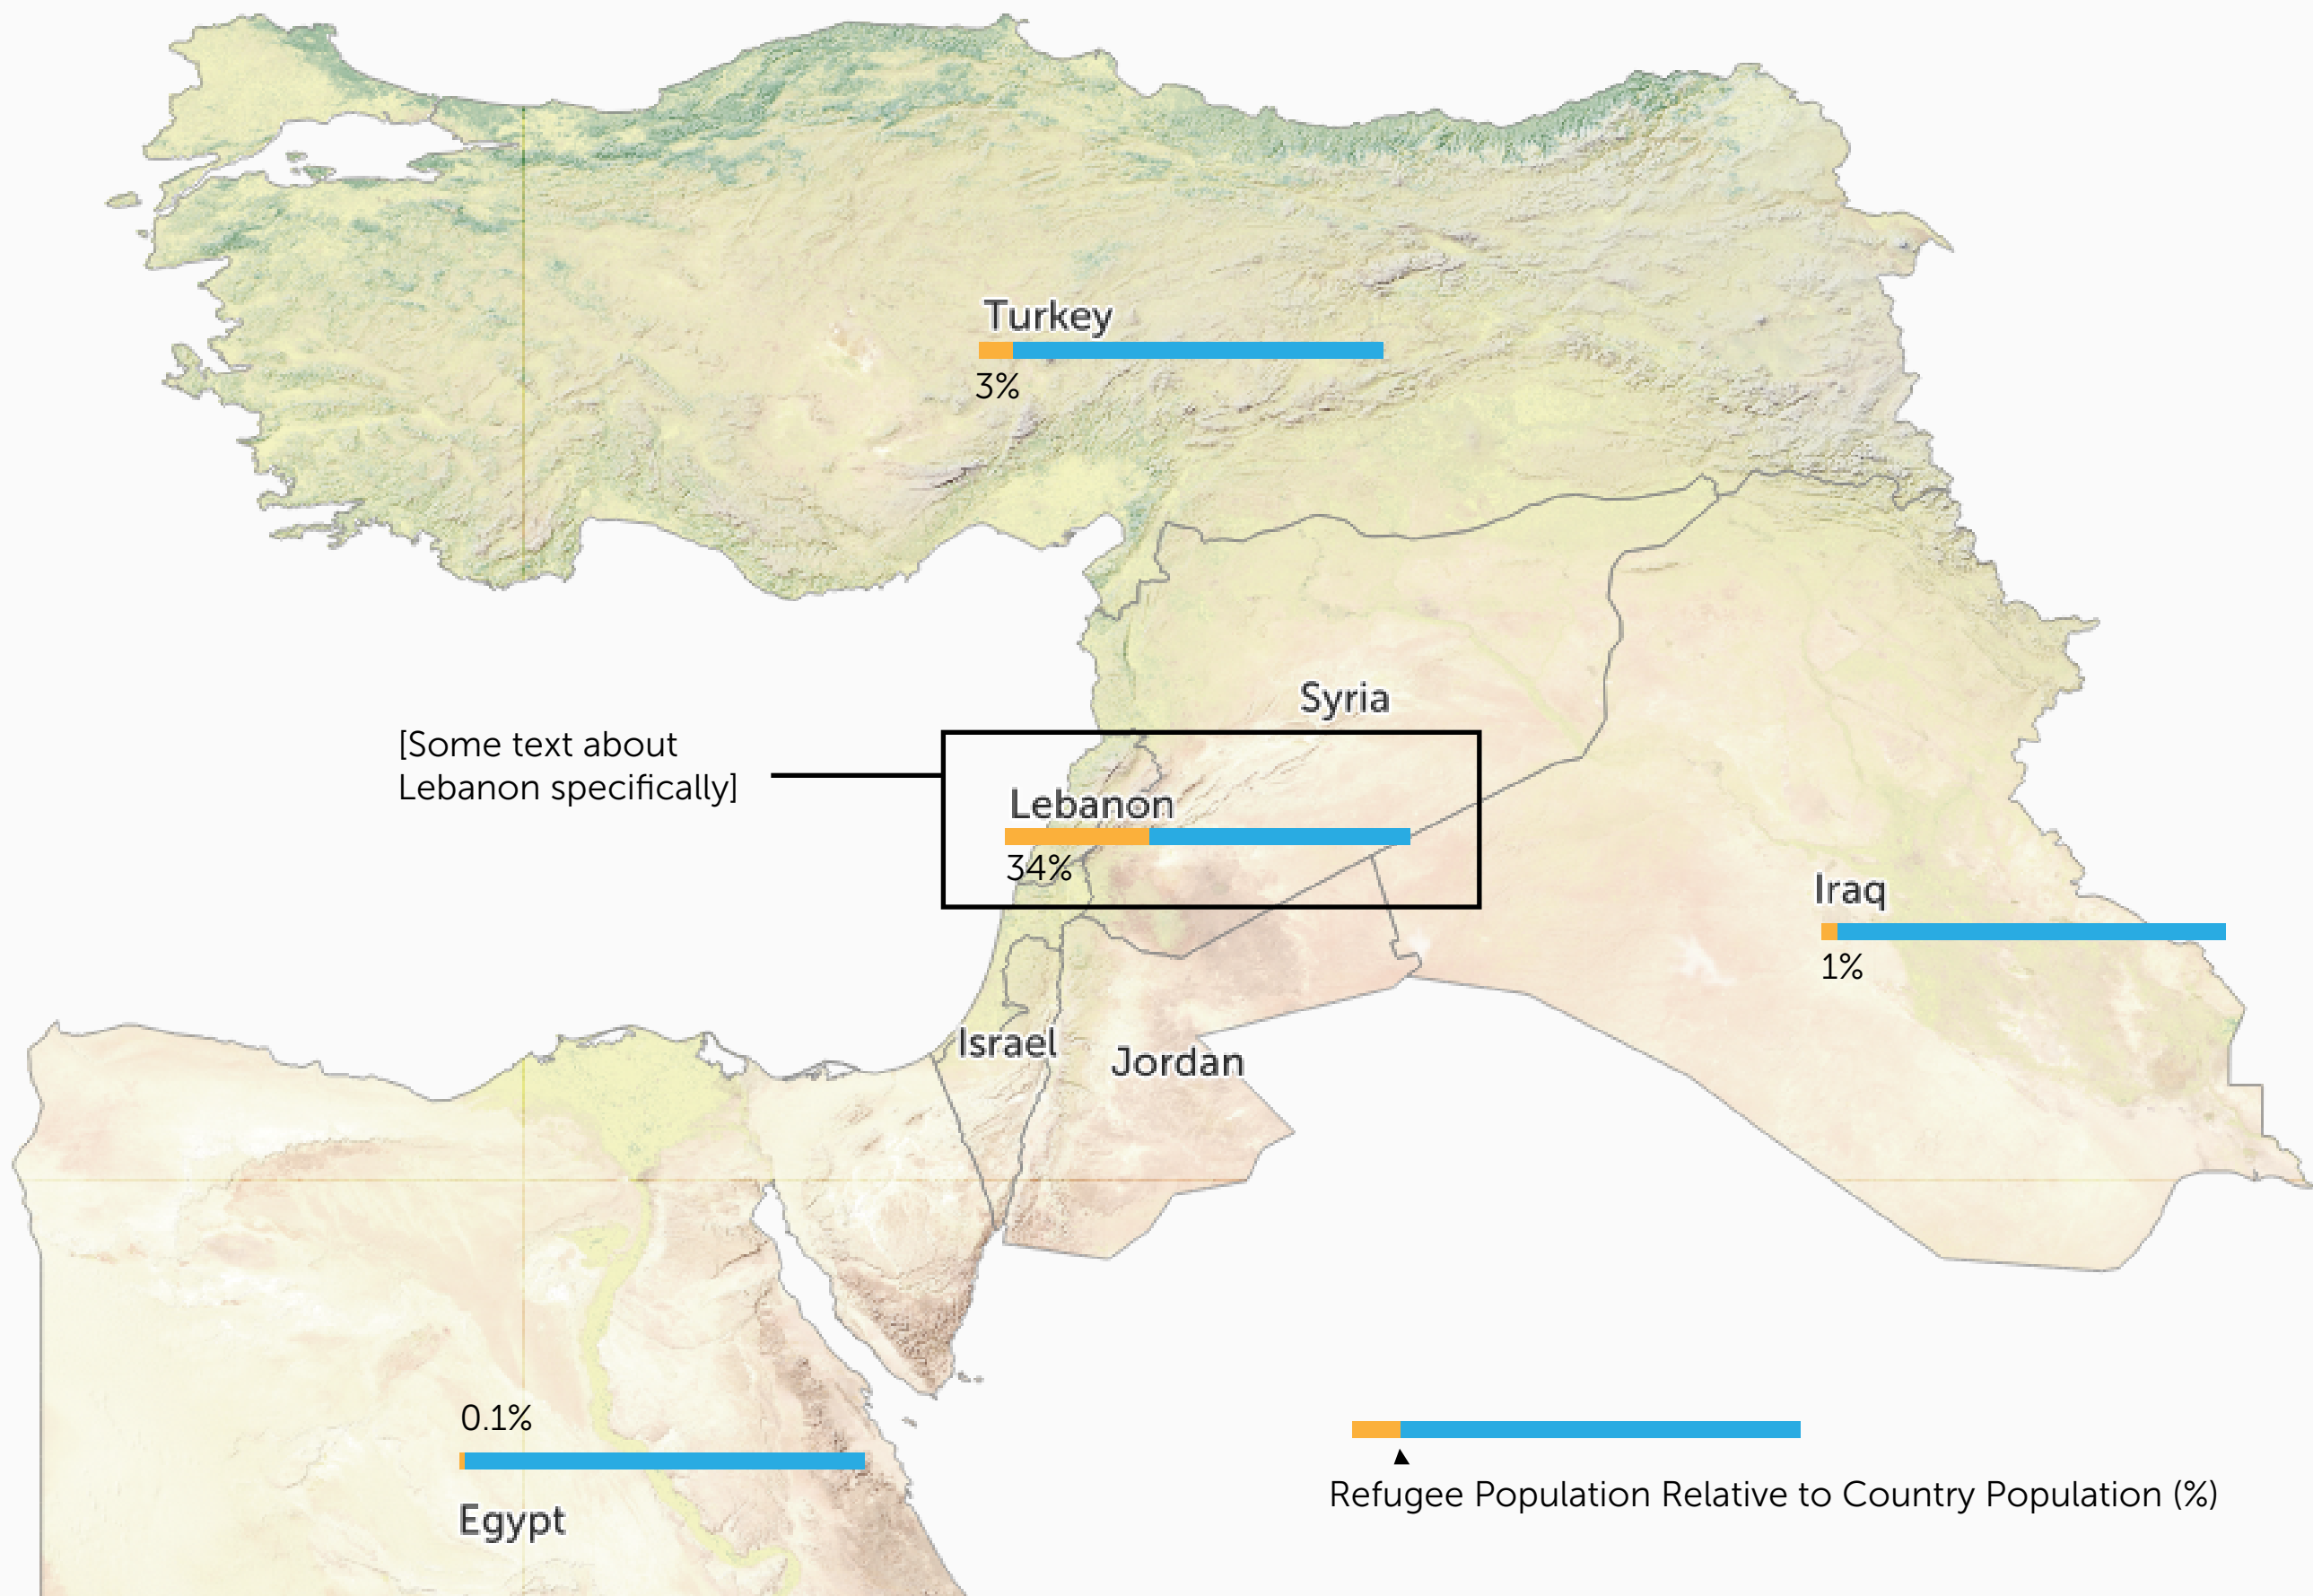 Turkey
3%
Syria
[Some text about
Lebanon specifically]
Lebanon
34%
Iraq
1%
Israel
Jordan
0.1%
Egypt
Refugee Population Relative to Country Population (%)